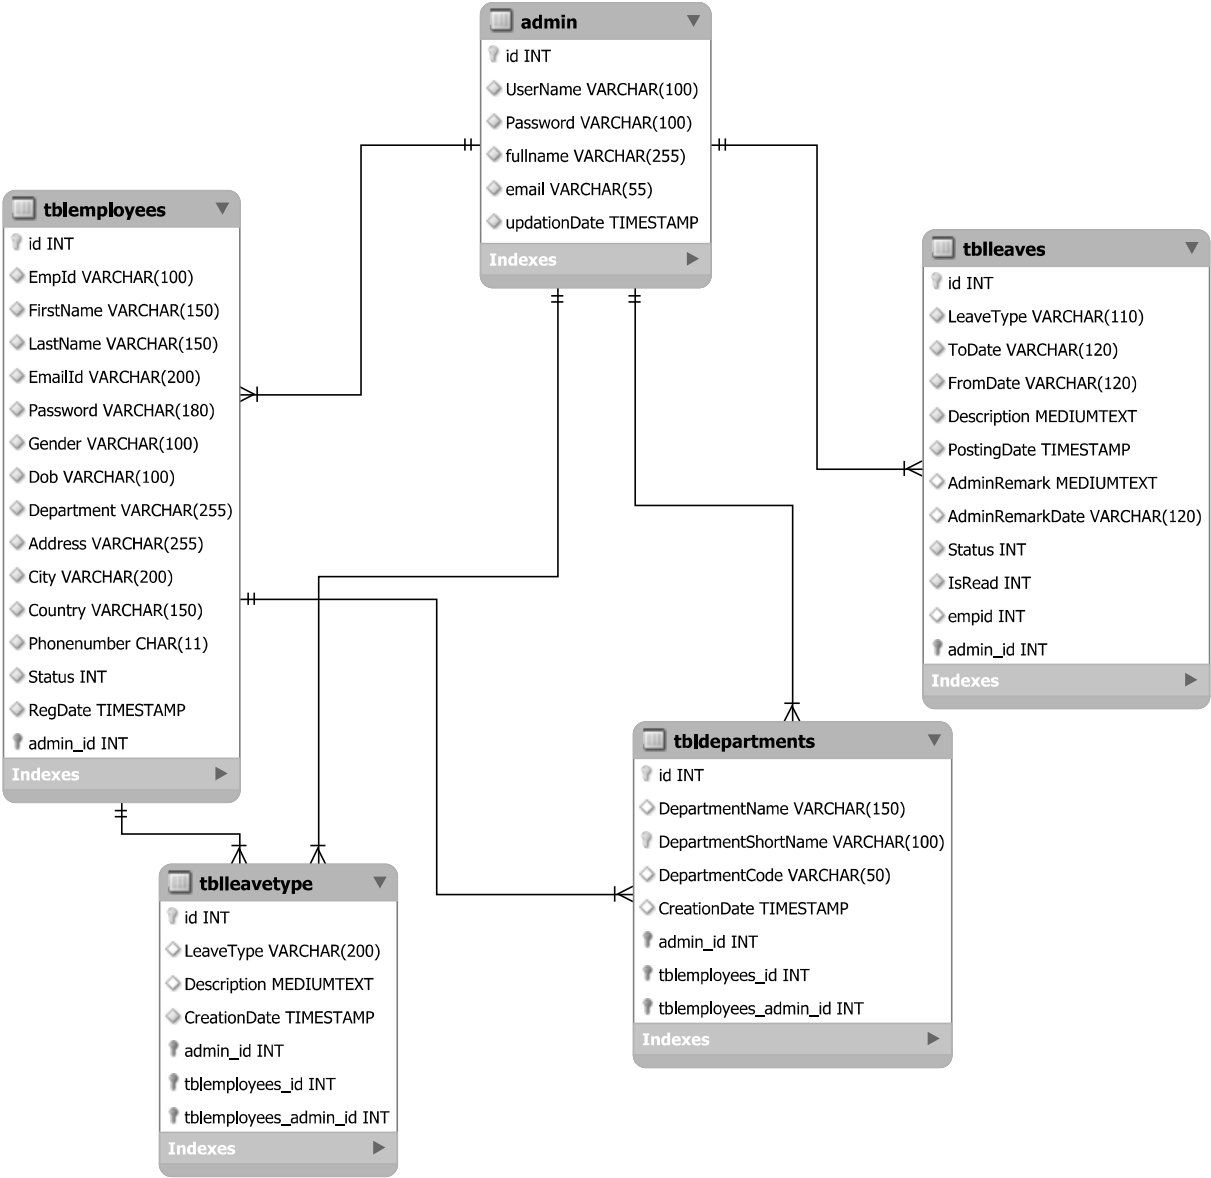 admin
id INT
UserName VARCHAR(100)
Password VARCHAR(100)
fullname VARCHAR(255)
email VARCHAR(55)
updationDate TIMESTAMP
Indexes
tblemployees
id INT
EmpId VARCHAR(100)
FirstName VARCHAR(150)
LastName VARCHAR(150)
EmailId VARCHAR(200)
Password VARCHAR(180)
Gender VARCHAR(100)
Dob VARCHAR(100)
Department VARCHAR(255)
Address VARCHAR(255)
City VARCHAR(200)
Country VARCHAR(150)
Phonenumber CHAR(11)
Status INT
RegDate TIMESTAMP
admin_id INT
Indexes
tblleaves
id INT
LeaveType VARCHAR(110)
ToDate VARCHAR(120)
FromDate VARCHAR(120)
Description MEDIUMTEXT
PostingDate TIMESTAMP
AdminRemark MEDIUMTEXT
AdminRemarkDate VARCHAR(120)
Status INT
IsRead INT
empid INT
admin_id INT
Indexes
tbldepartments
id INT
DepartmentName VARCHAR(150)
DepartmentShortName VARCHAR(100)
DepartmentCode VARCHAR(50)
CreationDate TIMESTAMP
admin_id INT
tblemployees_id INT
tblemployees_admin_id INT
Indexes
tblleavetype
id INT
LeaveType VARCHAR(200)
Description MEDIUMTEXT
CreationDate TIMESTAMP
admin_id INT
tblemployees_id INT
tblemployees_admin_id INT
Indexes